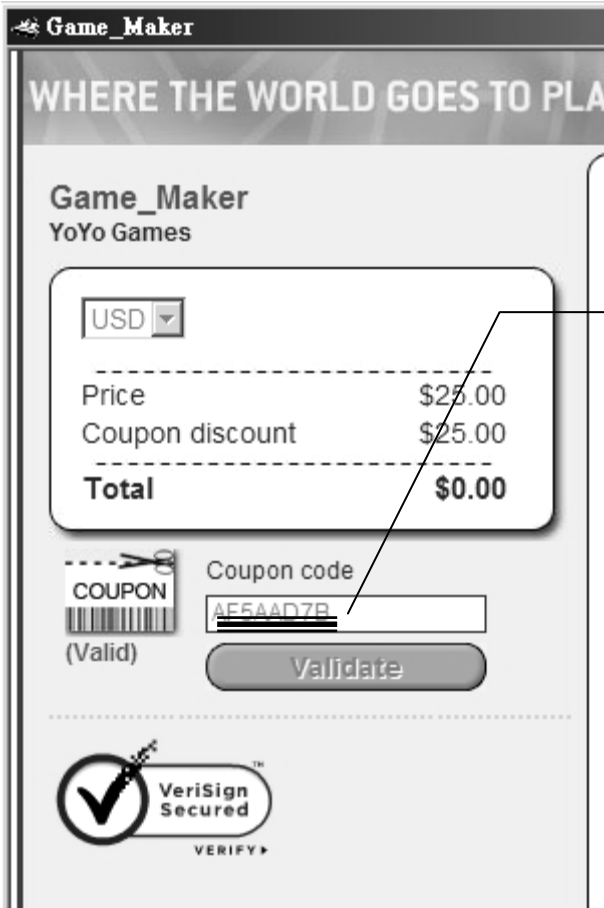 Game_Maker
WHERE THE WORLD GOES TO PLA
Game_Maker
YoYo Games
USD
Price $25.00
Coupon discount $25.00
Total $0.00
Coupon code
COUPON
AF5AAD7B
(Valid)
Validate
VeriSign
Secured
VERIFY